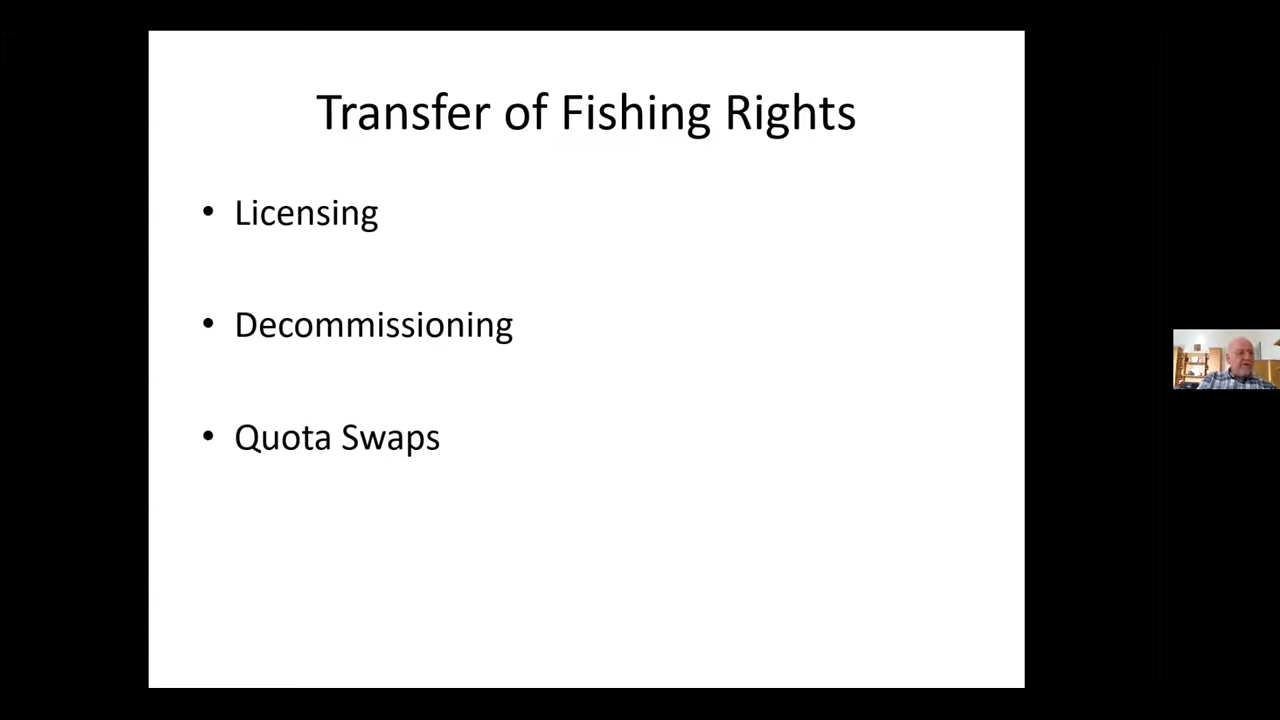 Transfer of Fishing Rights
• Licensing
• Decommissioning
• Quota Swaps